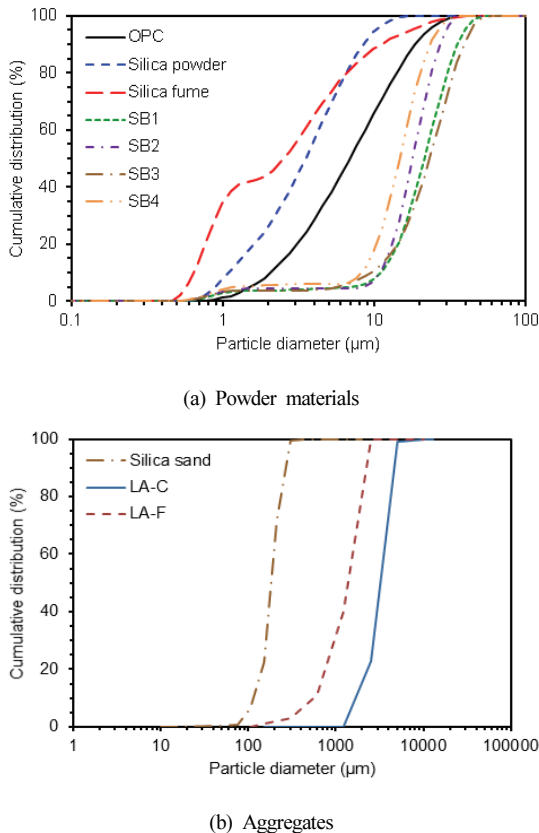 100
80
60
40
20
0
Cumulative distribution (%)
OPC
Silica powder
Silica fume
SB1
SB2
SB3
SB4
0.1 1 10 100
Particle diameter (µm)
(a) Powder materials
100
80
60
40
20
0
Cumulative distribution (%)
Silica sand
LA-C
LA-F
1 10 100 1000 10000 100000
Particle diameter (µm)
(b) Aggregates